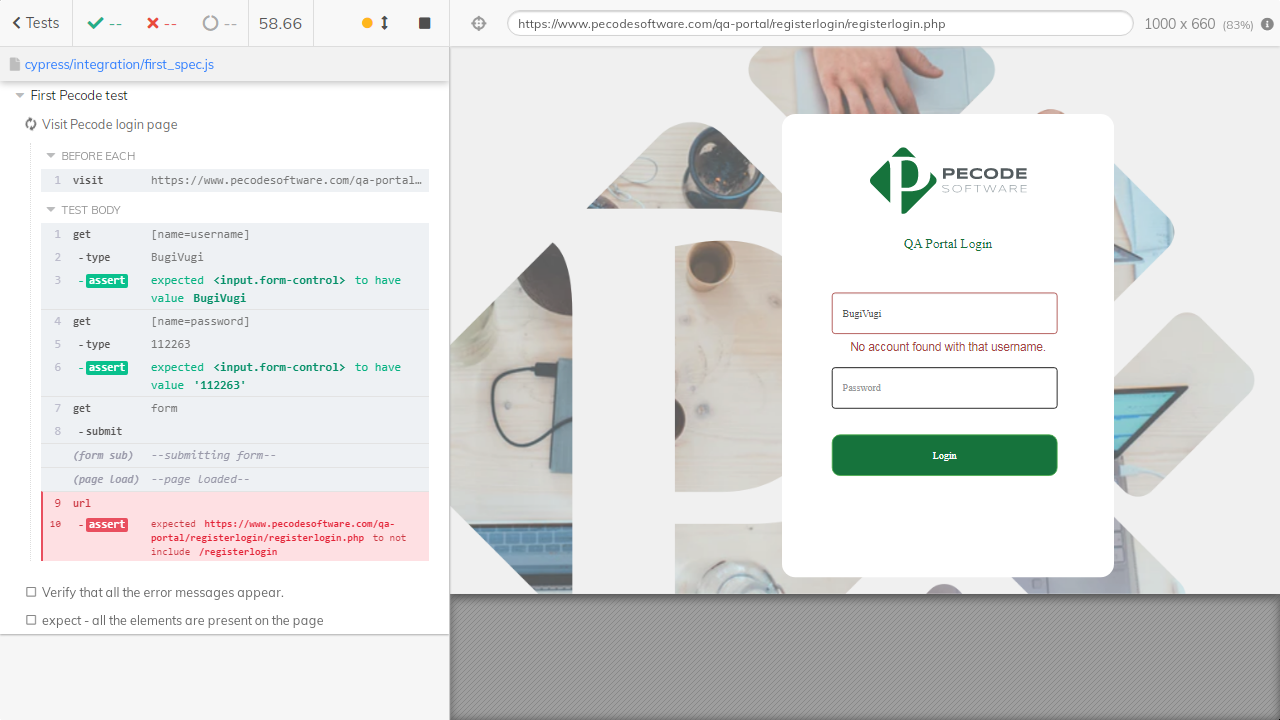 Tests
--
--
--
58.66
https://www.pecodesoftware.com/qa-portal/registerlogin/registerlogin.php
1000 x 660 (83%)
cypress/integration/first_spec.js
First Pecode test
Visit Pecode login page
BEFORE EACH
1 visit https://www.pecodesoftware.com/qa-portal…
TEST BODY
1 get [name=username]
2 -type BugiVugi
3 -assert expected <input.form-control> to have
value BugiVugi
4 get [name=password]
5 -type 112263
6 -assert expected <input.form-control> to have
value '112263'
7 get form
8 -submit
(form sub) --submitting form--
(page load) --page loaded--
9 url
10 -assert expected https://www.pecodesoftware.com/qa-
portal/registerlogin/registerlogin.php to not
include /registerlogin
Verify that all the error messages appear.
expect - all the elements are present on the page
PECODE
SOFTWARE
QA Portal Login
BugiVugi
No account found with that username.
Password
Login